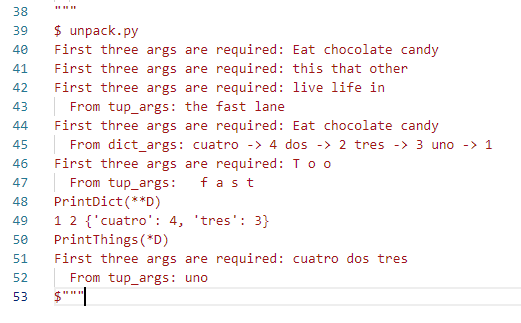 38 """
39 $ unpack.py
40 First three args are required: Eat chocolate candy
41 First three args are required: this that other
42 First three args are required: live life in
43   From tup_args: the fast lane
44 First three args are required: Eat chocolate candy
45   From dict_args: cuatro -> 4 dos -> 2 tres -> 3 uno -> 1
46 First three args are required: T o o
47   From tup_args:   f a s t
48 PrintDict(**D)
49 1 2 {'cuatro': 4, 'tres': 3}
50 PrintThings(*D)
51 First three args are required: cuatro dos tres
52   From tup_args: uno
53 $"""